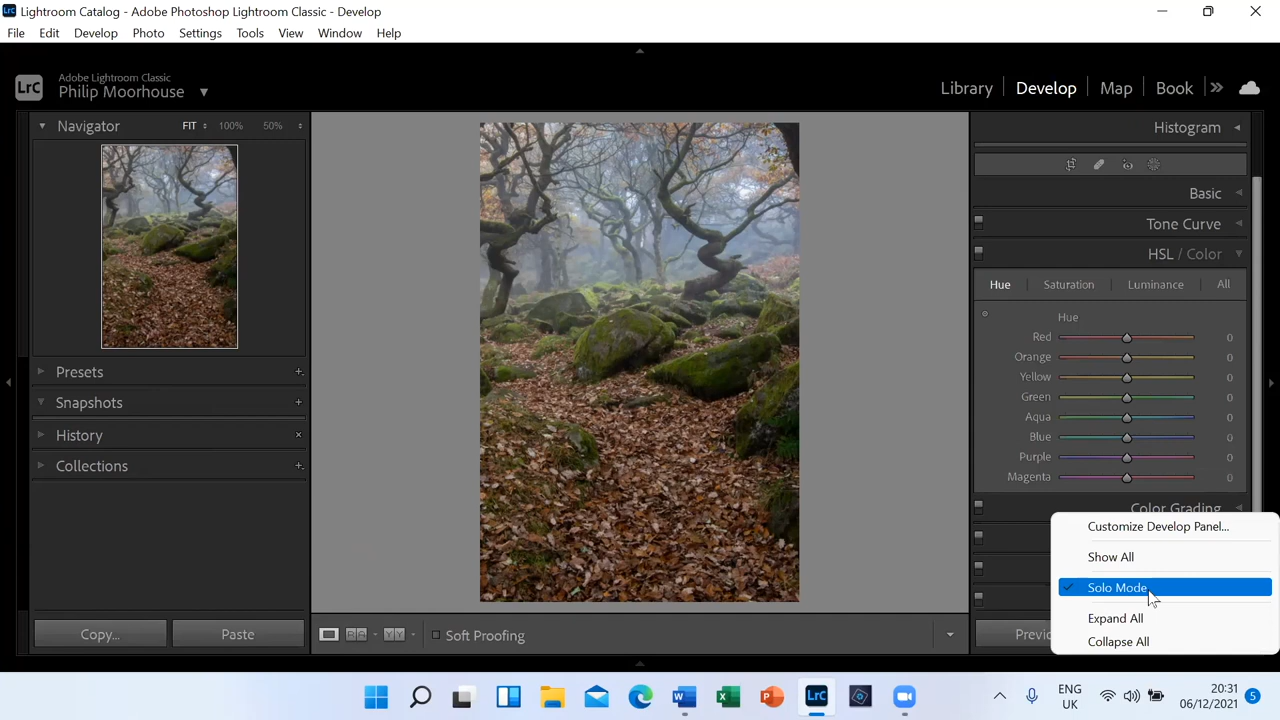 Lightroom Catalog - Adobe Photoshop Lightroom Classic - Develop
File Edit Develop Photo Settings Tools View Window Help
LrC
Adobe Lightroom Classic
Philip Moorhouse
Library Develop Map Book
Navigator FIT 100% 50%
Presets
Snapshots
History
Collections
Copy... Paste
Soft Proofing
Histogram
Basic
Tone Curve
HSL / Color
Hue Saturation Luminance All
Hue
Red 0
Orange 0
Yellow 0
Green 0
Aqua 0
Blue 0
Purple 0
Magenta 0
Color Grading
Customize Develop Panel...
Show All
Solo Mode
Expand All
Collapse All
LrC
ENG
UK
20:31
06/12/2021
5